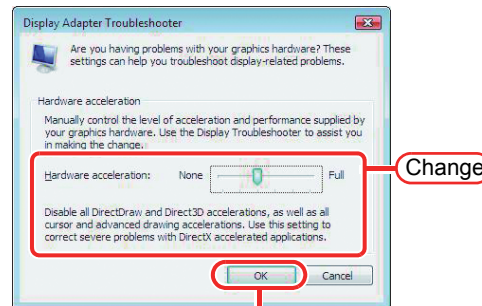 Display Adapter Troubleshooter
Are you having problems with your graphics hardware? These
settings can help you troubleshoot display-related problems.
Hardware acceleration
Manually control the level of acceleration and performance supplied by
your graphics hardware. Use the Display Troubleshooter to assist you
in making the change.
Hardware acceleration: None Full
Change
Disable all DirectDraw and Direct3D accelerations, as well as all
cursor and advanced drawing accelerations. Use this setting to
correct severe problems with DirectX accelerated applications.
OK Cancel